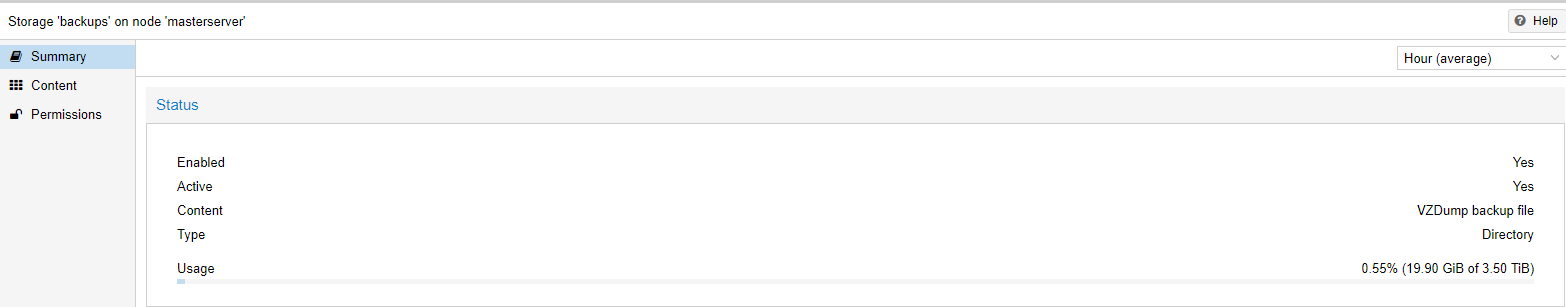 Storage 'backups' on node 'masterserver'
Help
Summary
Content
Permissions
Hour (average)
Status
Enabled Yes
Active Yes
Content VZDump backup file
Type Directory
Usage 0.55% (19.90 GiB of 3.50 TiB)